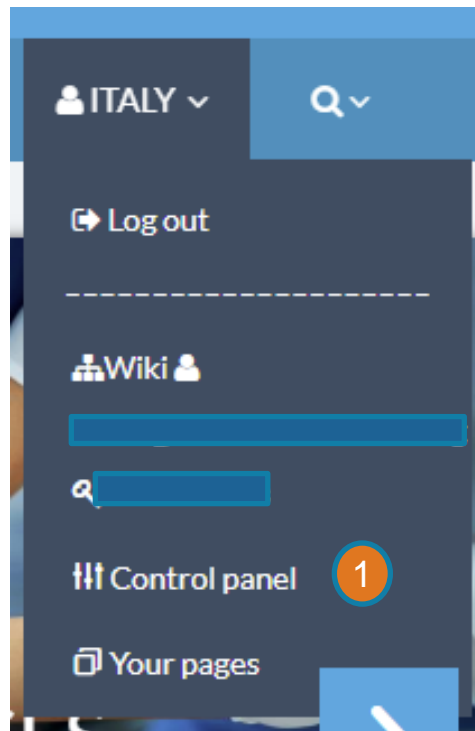 ITALY
Log out
----------------------
Wiki
Control panel 1
Your pages